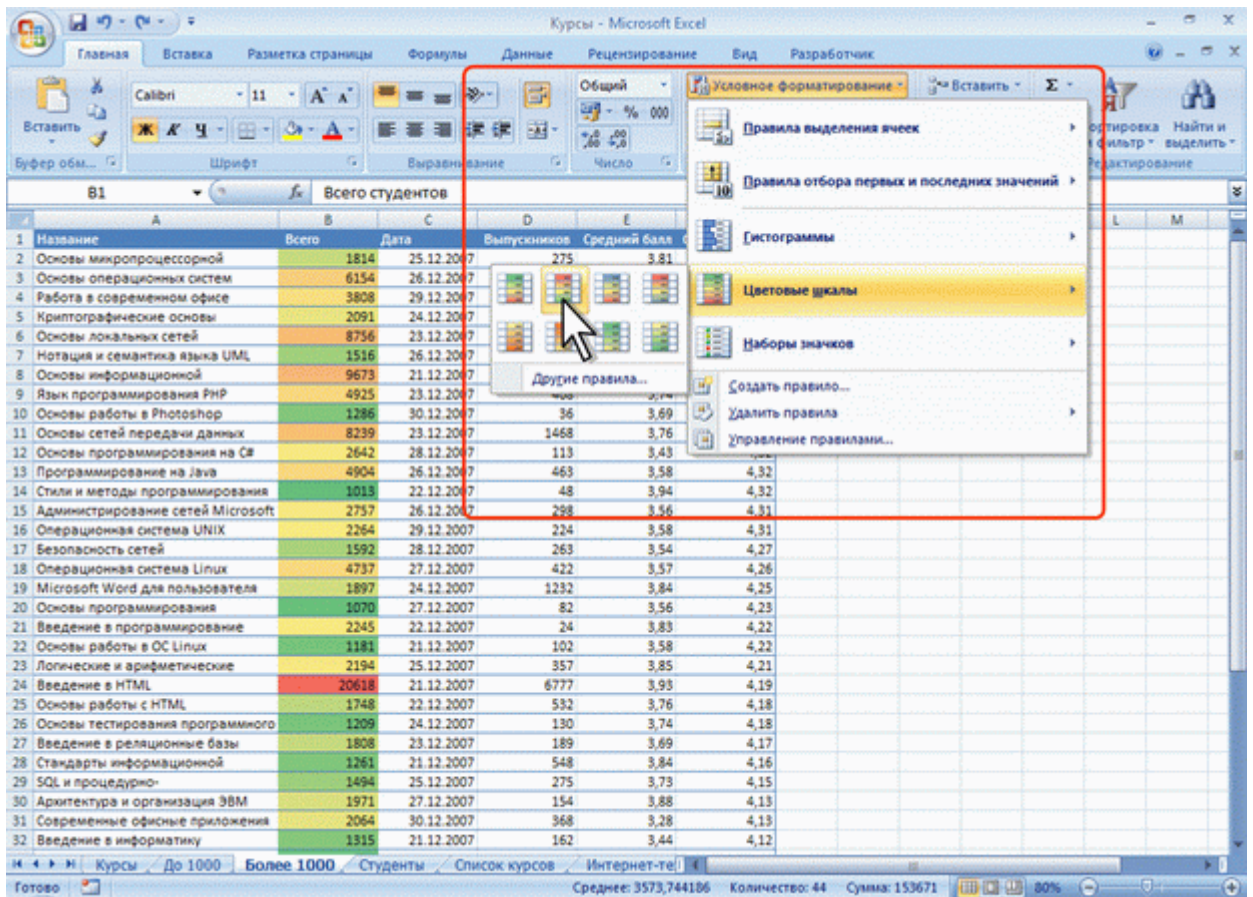 Курсы - Microsoft Excel
Главная Вставка Разметка страницы Формулы Данные Рецензирование Вид Разработчик
Calibri 11 Общий Условное форматирование Вставить Σ
Вставить Ж К Ч % 000 Найти и
фильтр выделить
Буфер обм... Шрифт Выравнивание Число Редактирование
Правила выделения ячеек
Правила отбора первых и последних значений
Гистограммы
Цветовые шкалы
Наборы значков
Создать правило...
Удалить правила
Управление правилами...
Другие правила...
B1 fx Всего студентов
A B C D E L M
1 Название Всего Дата Выпускников Средний балл
2 Основы микропроцессорной 1814 25.12.2007 275 3,81
3 Основы операционных систем 6154 26.12.2007
4 Работа в современном офисе 3808 29.12.2007
5 Криптографические основы 2091 24.12.2007
6 Основы локальных сетей 8756 23.12.2007
7 Нотация и семантика языка UML 1516 26.12.2007
8 Основы информационной 9673 21.12.2007
9 Язык программирования PHP 4925 23.12.2007
10 Основы работы в Photoshop 1286 30.12.2007 36 3,69
11 Основы сетей передачи данных 8239 23.12.2007 1468 3,76
12 Основы программирования на C# 2642 28.12.2007 113 3,43
13 Программирование на Java 4904 26.12.2007 463 3,58 4,32
14 Стили и методы программирования 1013 22.12.2007 48 3,94 4,32
15 Администрирование сетей Microsoft 2757 26.12.2007 298 3,56 4,31
16 Операционная система UNIX 2264 29.12.2007 224 3,58 4,31
17 Безопасность сетей 1592 28.12.2007 263 3,54 4,27
18 Операционная система Linux 4737 27.12.2007 422 3,57 4,26
19 Microsoft Word для пользователя 1897 24.12.2007 1232 3,84 4,25
20 Основы программирования 1070 27.12.2007 82 3,56 4,23
21 Введение в программирование 2245 22.12.2007 24 3,83 4,22
22 Основы работы в ОС Linux 1181 21.12.2007 102 3,58 4,22
23 Логические и арифметические 2194 25.12.2007 357 3,85 4,21
24 Введение в HTML 20618 21.12.2007 6777 3,93 4,19
25 Основы работы с HTML 1748 22.12.2007 532 3,76 4,18
26 Основы тестирования программного 1209 24.12.2007 130 3,74 4,18
27 Введение в реляционные базы 1808 23.12.2007 189 3,69 4,17
28 Стандарты информационной 1261 21.12.2007 548 3,84 4,16
29 SQL и процедурно- 1494 25.12.2007 275 3,73 4,15
30 Архитектура и организация ЭВМ 1971 27.12.2007 154 3,88 4,13
31 Современные офисные приложения 2064 30.12.2007 368 3,28 4,13
32 Введение в информатику 1315 21.12.2007 162 3,44 4,12
Курсы До 1000 Более 1000 Студенты Список курсов Интернет-те
Готово Среднее: 3573,744186 Количество: 44 Сумма: 153671 80%